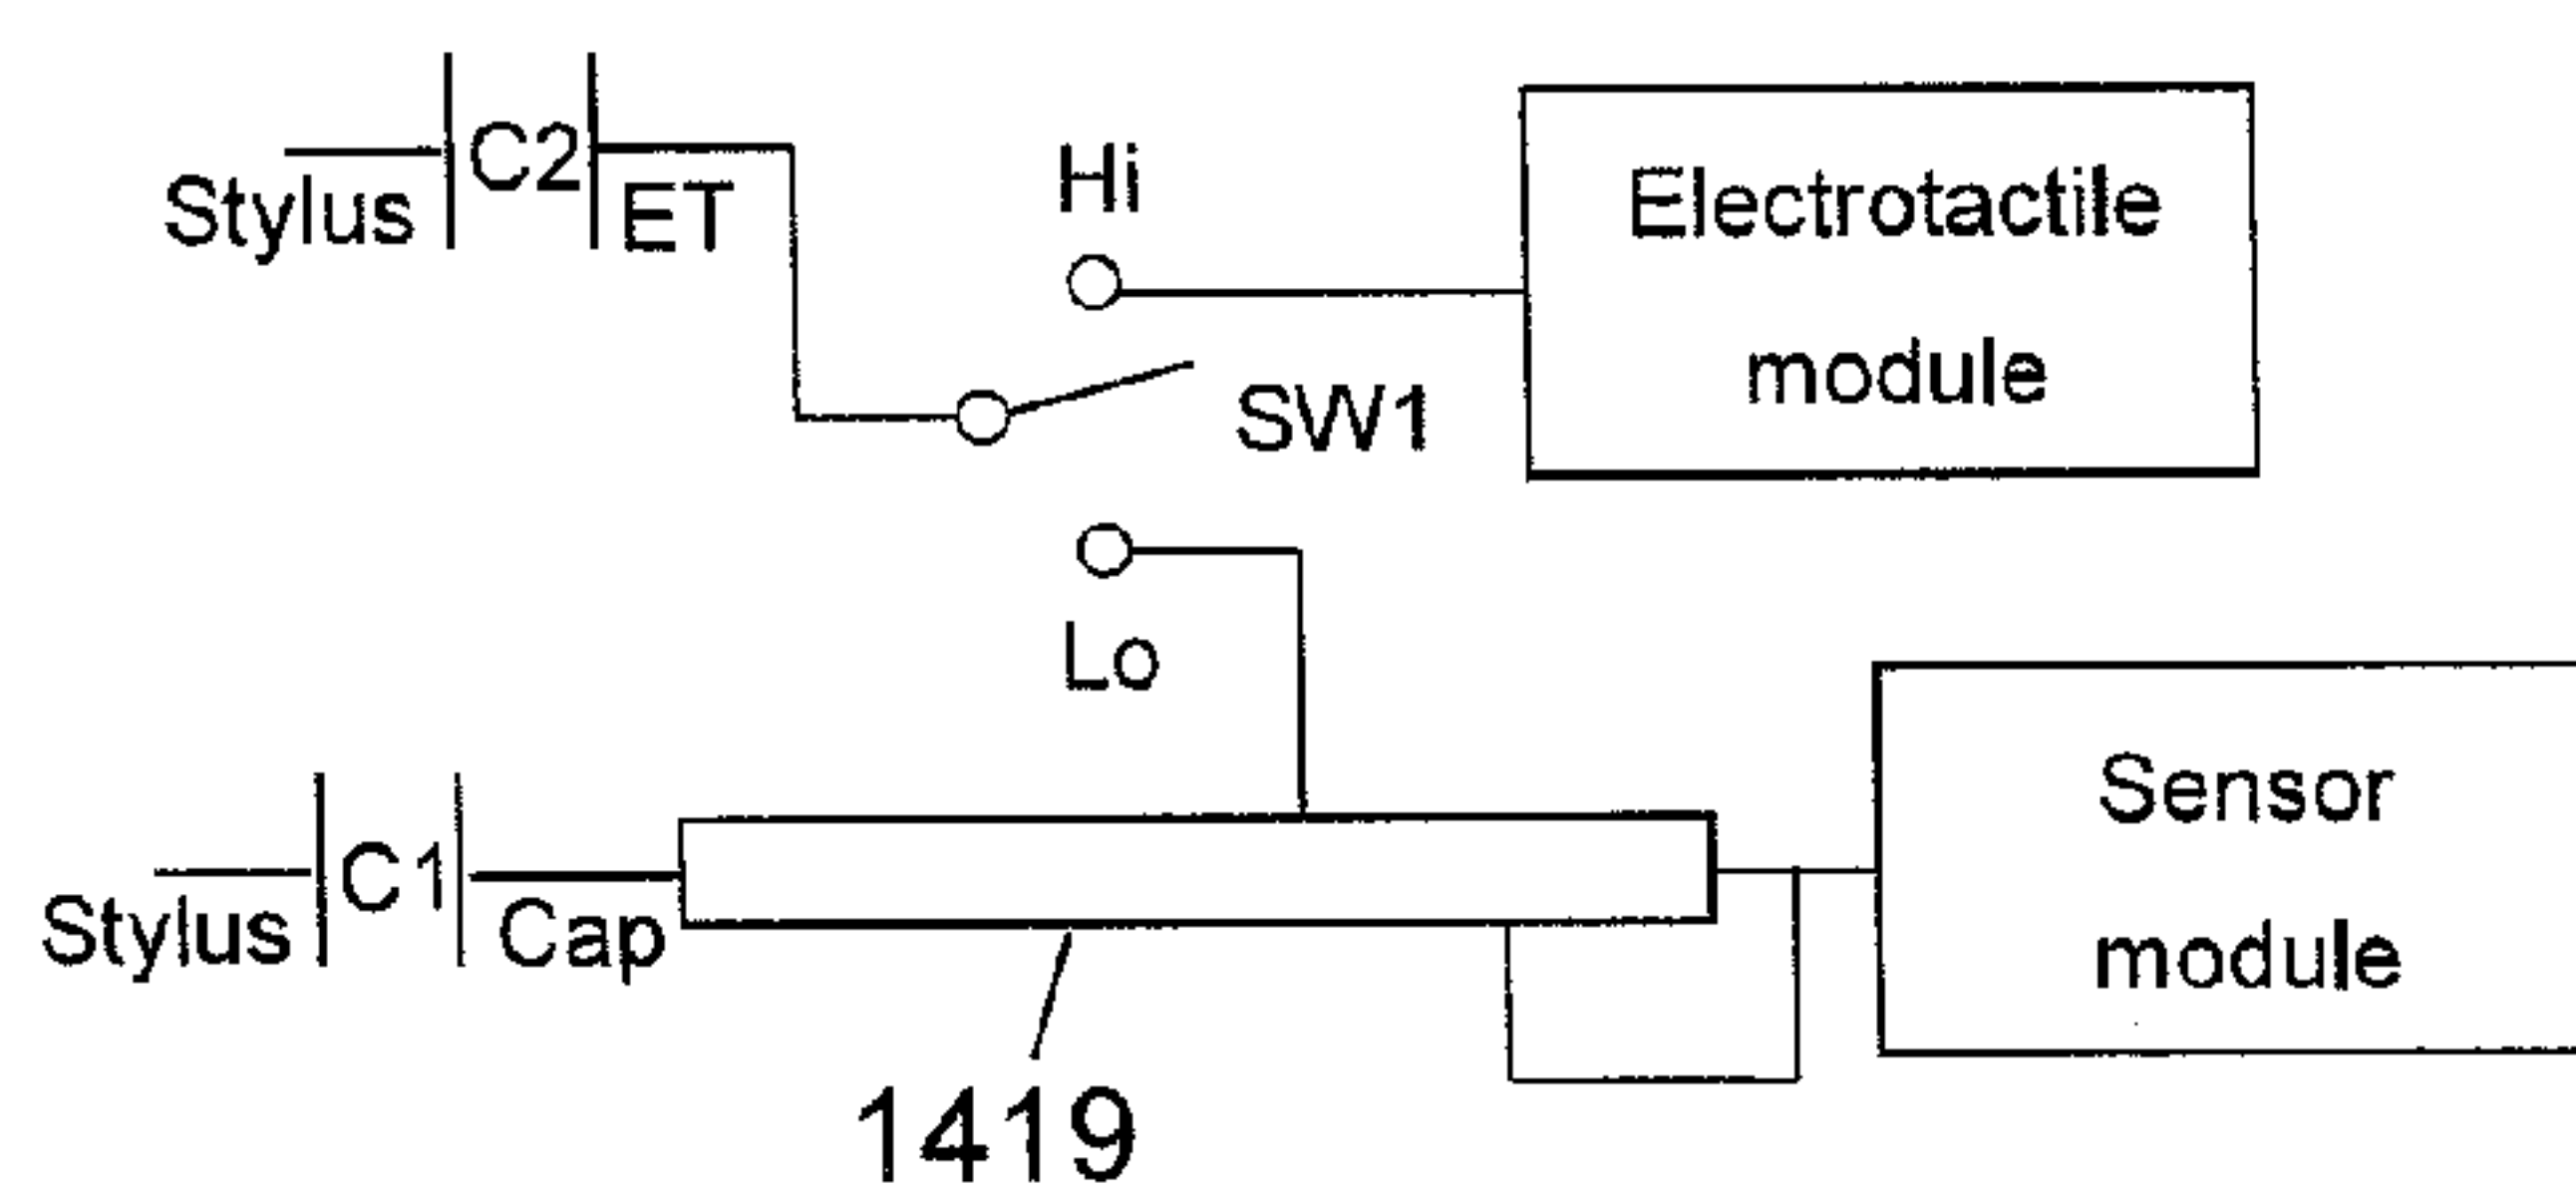 C2
Stylus
ET
Hi
Electrotactile
module
SW1
Lo
C1
Stylus
Cap
Sensor
module
1419